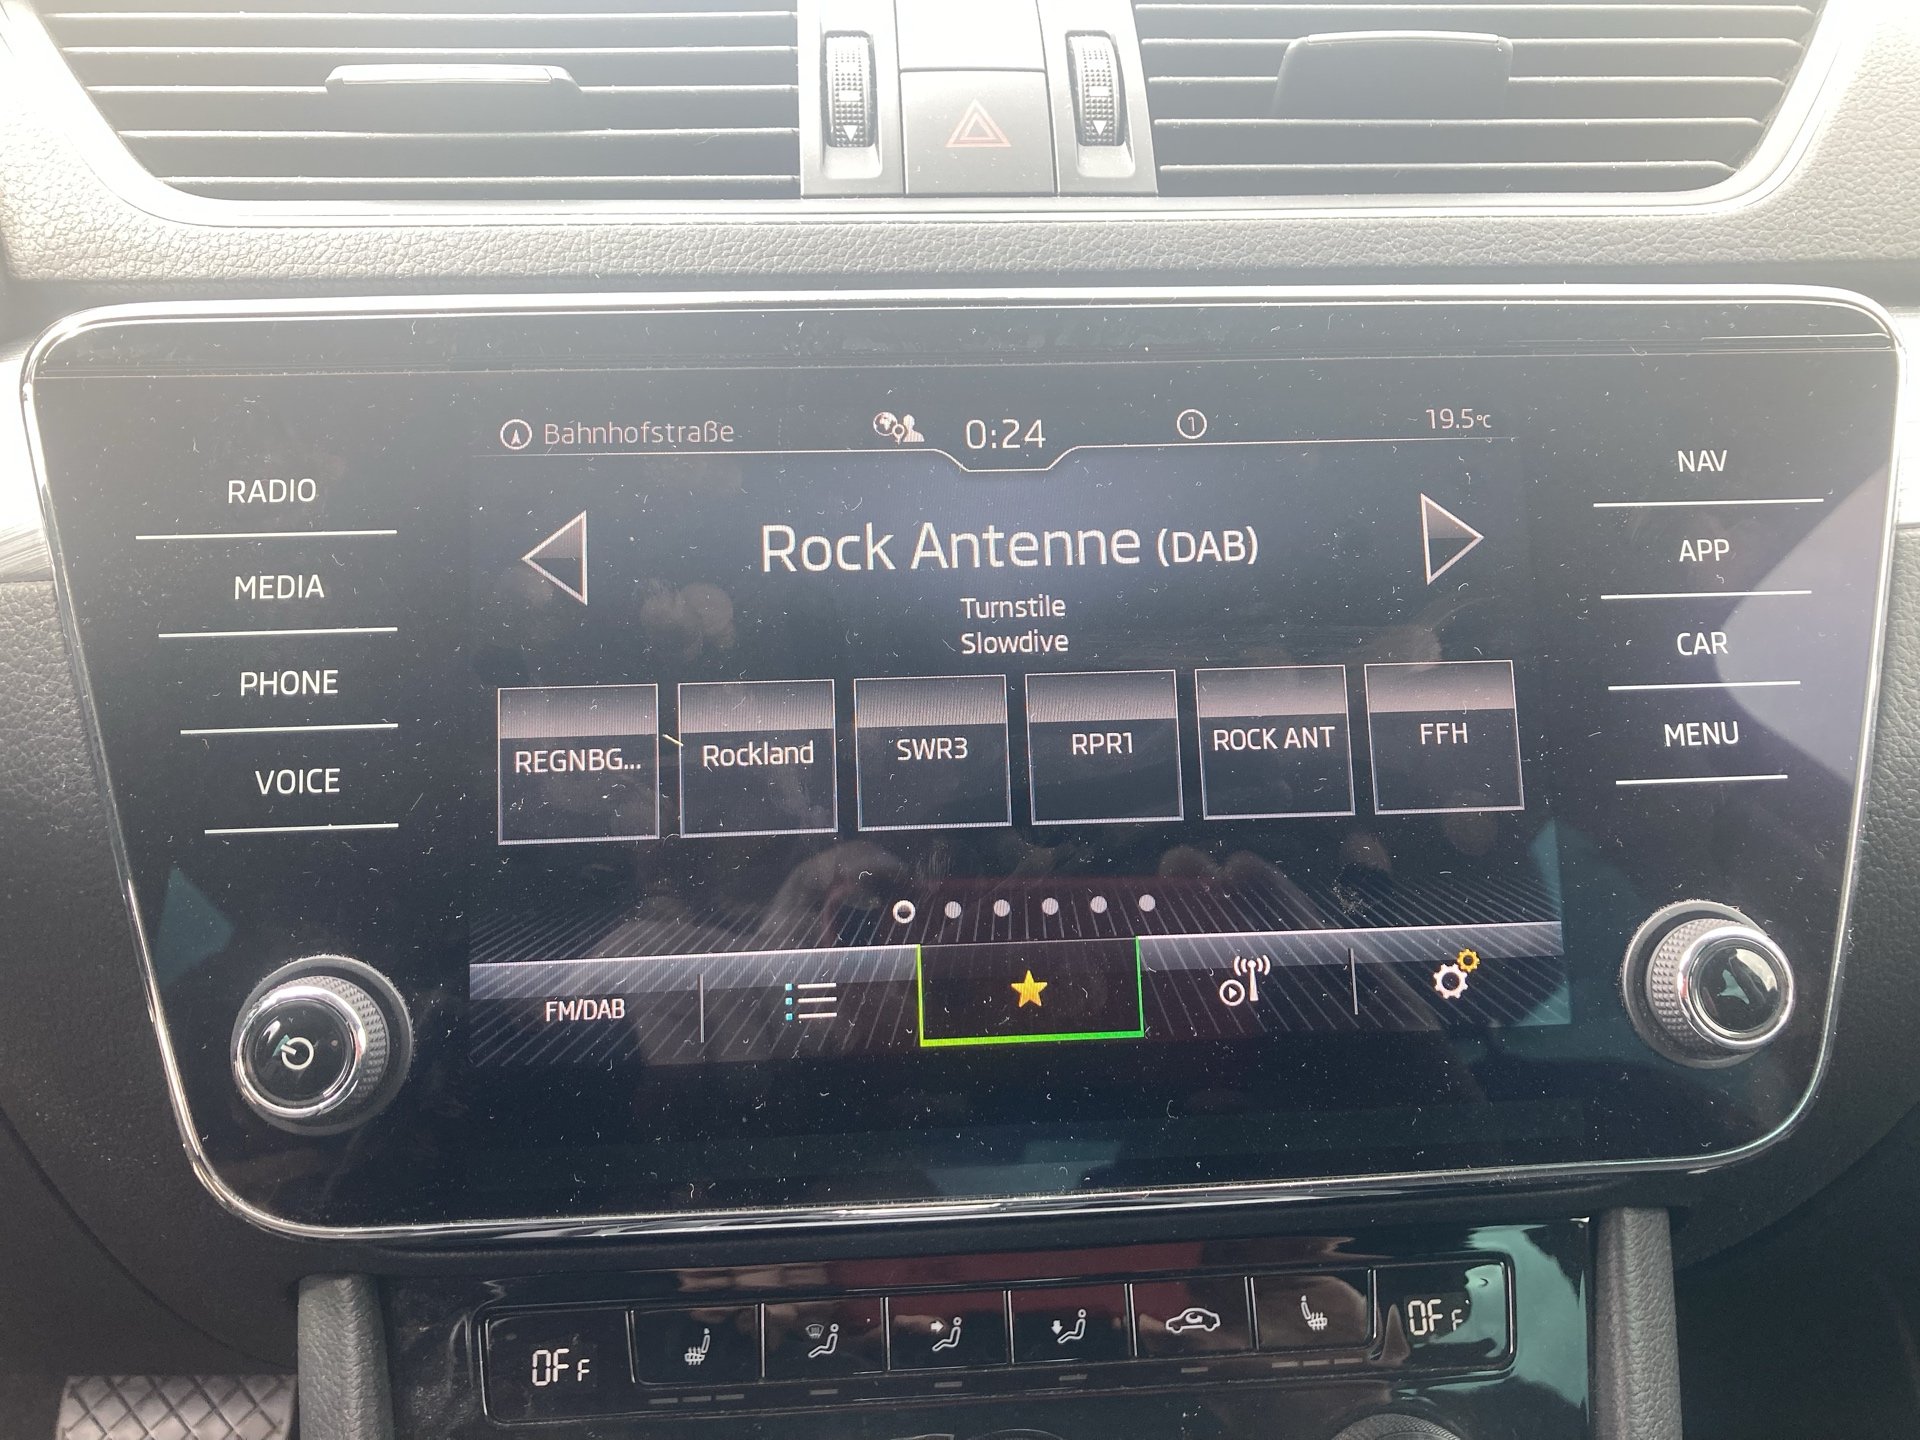 Bahnhofstraße
0:24
1
19.5°C
RADIO
MEDIA
PHONE
VOICE
Rock Antenne (DAB)
Turnstile
Slowdive
REGNBG...
Rockland
SWR3
RPR1
ROCK ANT
FFH
FM/DAB
NAV
APP
CAR
MENU
OFF
OFF